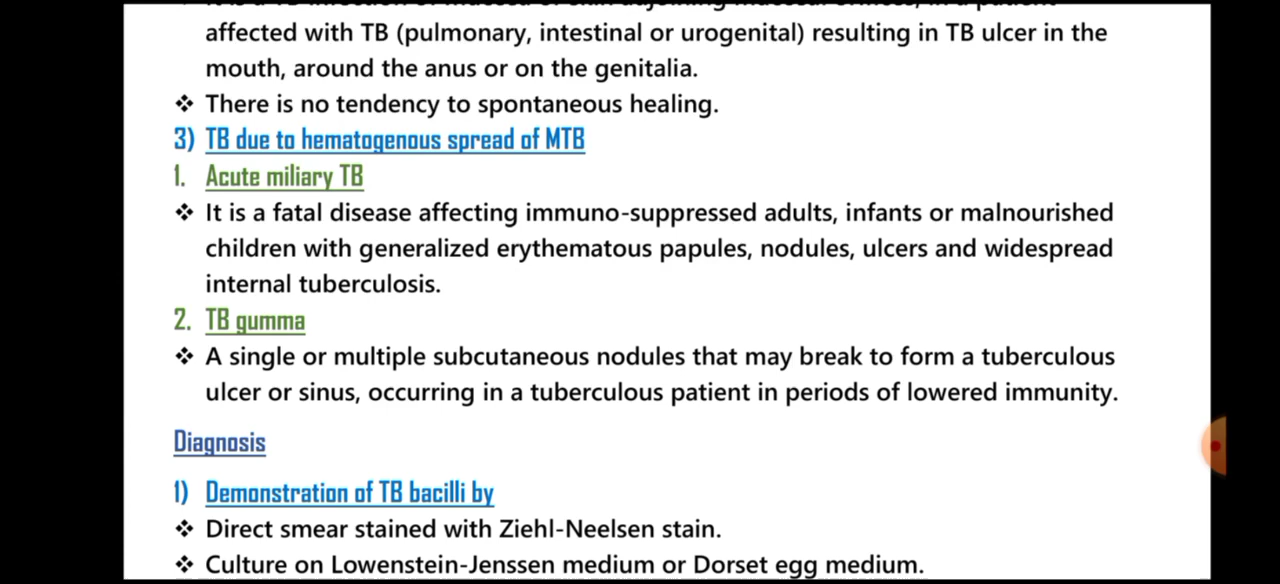 affected with TB (pulmonary, intestinal or urogenital) resulting in TB ulcer in the
mouth, around the anus or on the genitalia.
❖ There is no tendency to spontaneous healing.
3) TB due to hematogenous spread of MTB
1. Acute miliary TB
❖ It is a fatal disease affecting immuno-suppressed adults, infants or malnourished
children with generalized erythematous papules, nodules, ulcers and widespread
internal tuberculosis.
2. TB gumma
❖ A single or multiple subcutaneous nodules that may break to form a tuberculous
ulcer or sinus, occurring in a tuberculous patient in periods of lowered immunity.
Diagnosis
1) Demonstration of TB bacilli by
❖ Direct smear stained with Ziehl-Neelsen stain.
❖ Culture on Lowenstein-Jenssen medium or Dorset egg medium.